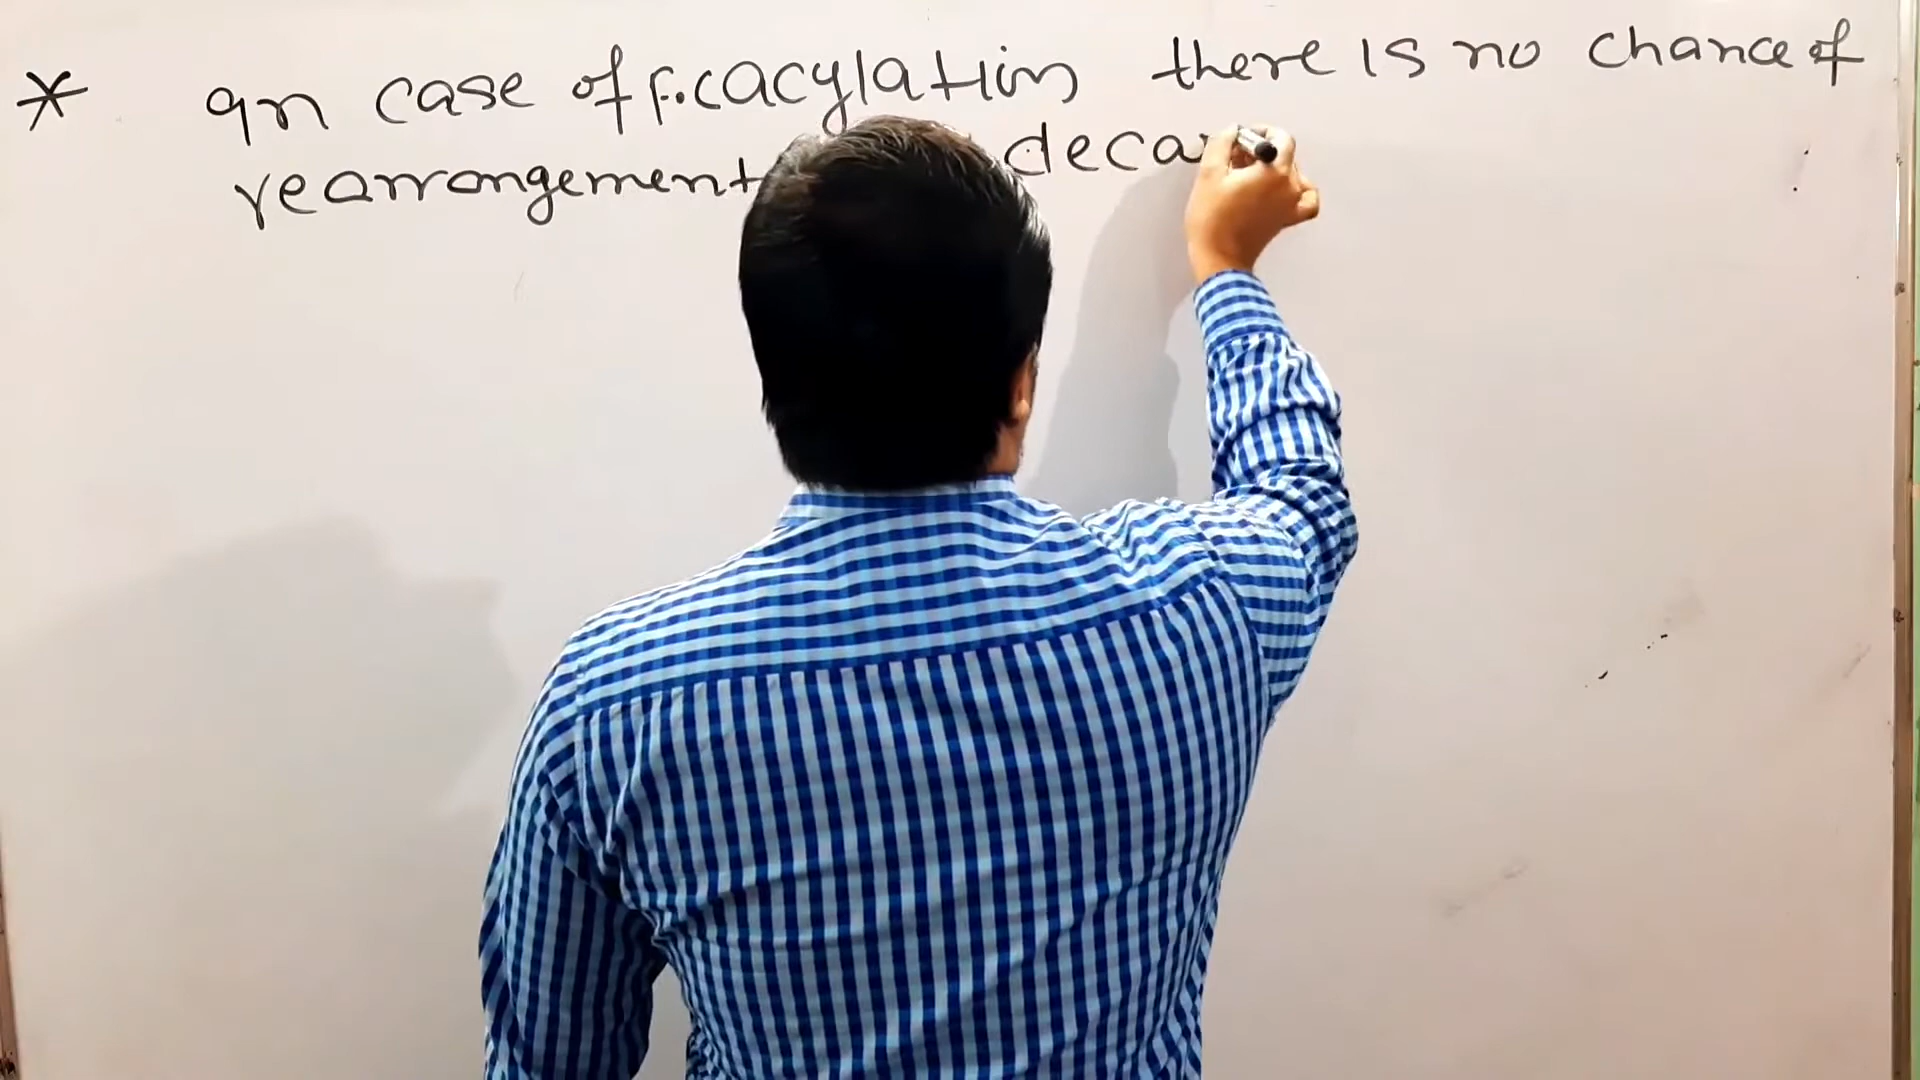 * In case of F.C acylation there is no chance of
rearrangement deca